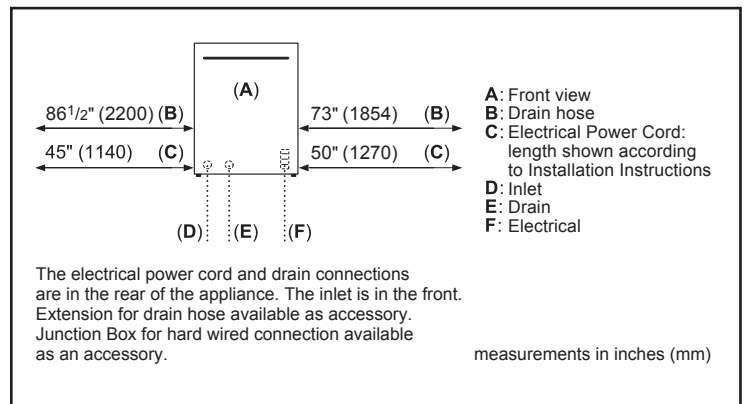 (A)
86 1/2" (2200) (B)
73" (1854) (B)
45" (1140) (C)
50" (1270) (C)
(D)
(E)
(F)
A: Front view
B: Drain hose
C: Electrical Power Cord:
length shown according
to Installation Instructions
D: Inlet
E: Drain
F: Electrical
The electrical power cord and drain connections
are in the rear of the appliance. The inlet is in the front.
Extension for drain hose available as accessory.
Junction Box for hard wired connection available
as an accessory.
measurements in inches (mm)